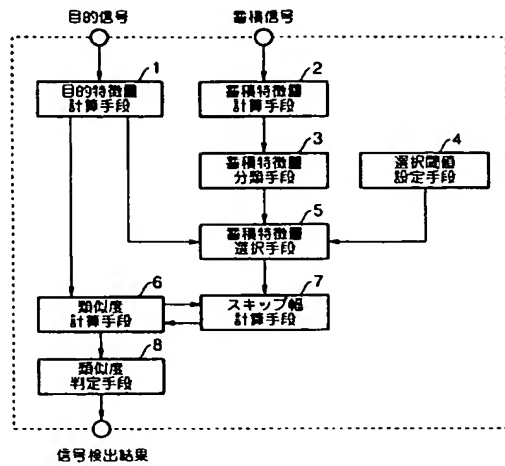 目的信号
蓄積信号
1
目的特徴量
計算手段
2
蓄積特徴量
計算手段
3
蓄積特徴量
分類手段
4
選択閾値
設定手段
5
蓄積特徴量
選択手段
6
類似度
計算手段
7
スキップ幅
計算手段
8
類似度
判定手段
信号検出結果